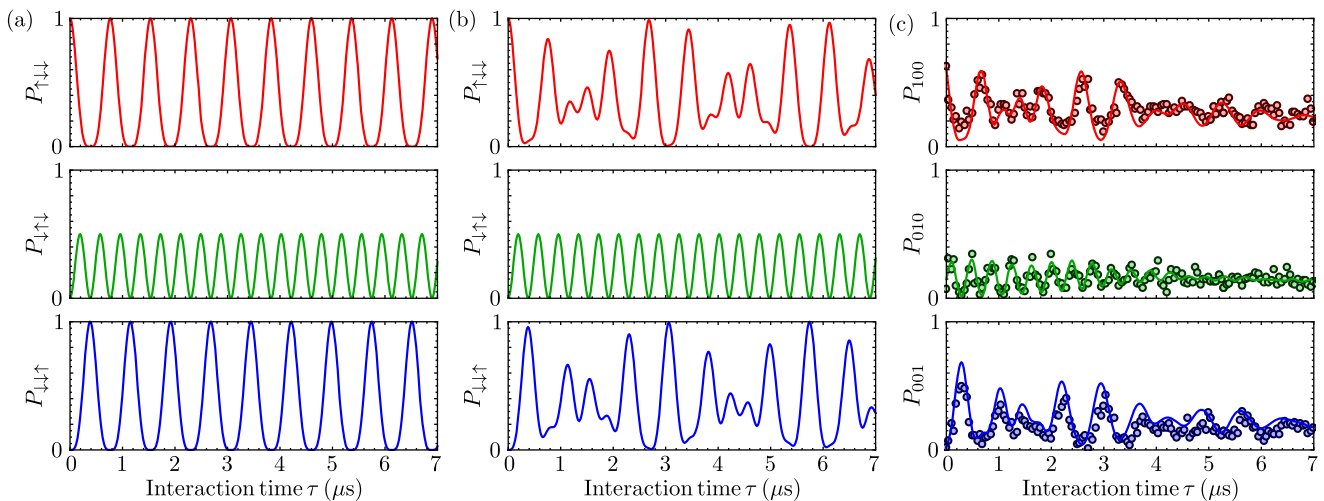 (a)
1
P↑↓↓
0
1
P↓↑↓
0
1
P↓↓↑
0
0 1 2 3 4 5 6 7
Interaction time τ (μs)
(b)
1
P↑↓↓
0
1
P↓↑↓
0
1
P↓↓↑
0
0 1 2 3 4 5 6 7
Interaction time τ (μs)
(c)
1
P100
0
1
P010
0
1
P001
0
0 1 2 3 4 5 6 7
Interaction time τ (μs)